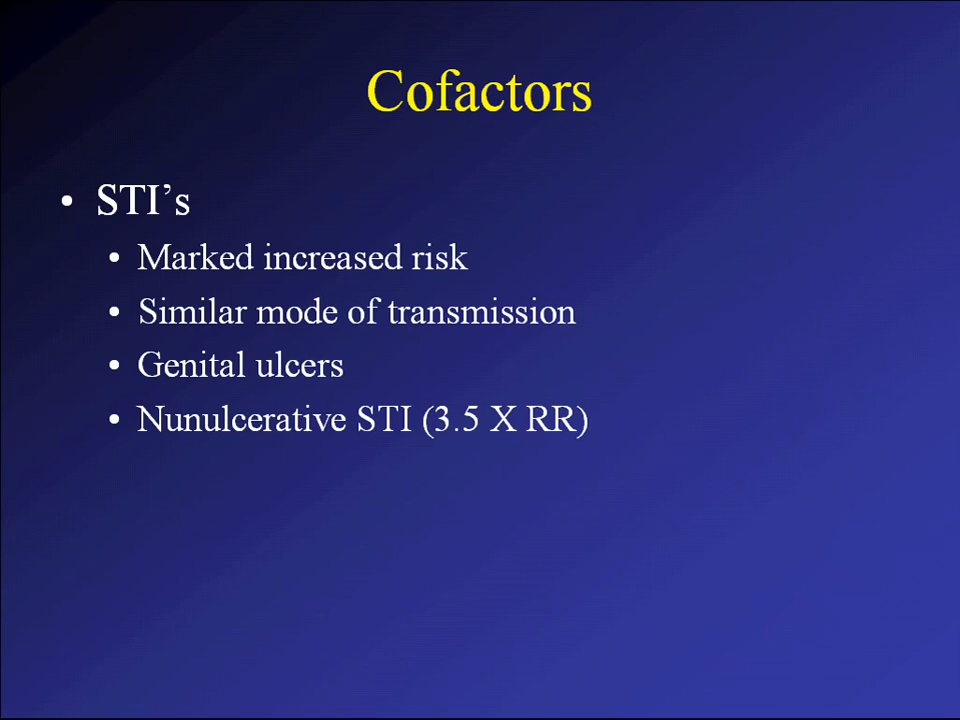 Cofactors
• STI’s
• Marked increased risk
• Similar mode of transmission
• Genital ulcers
• Nunulcerative STI (3.5 X RR)